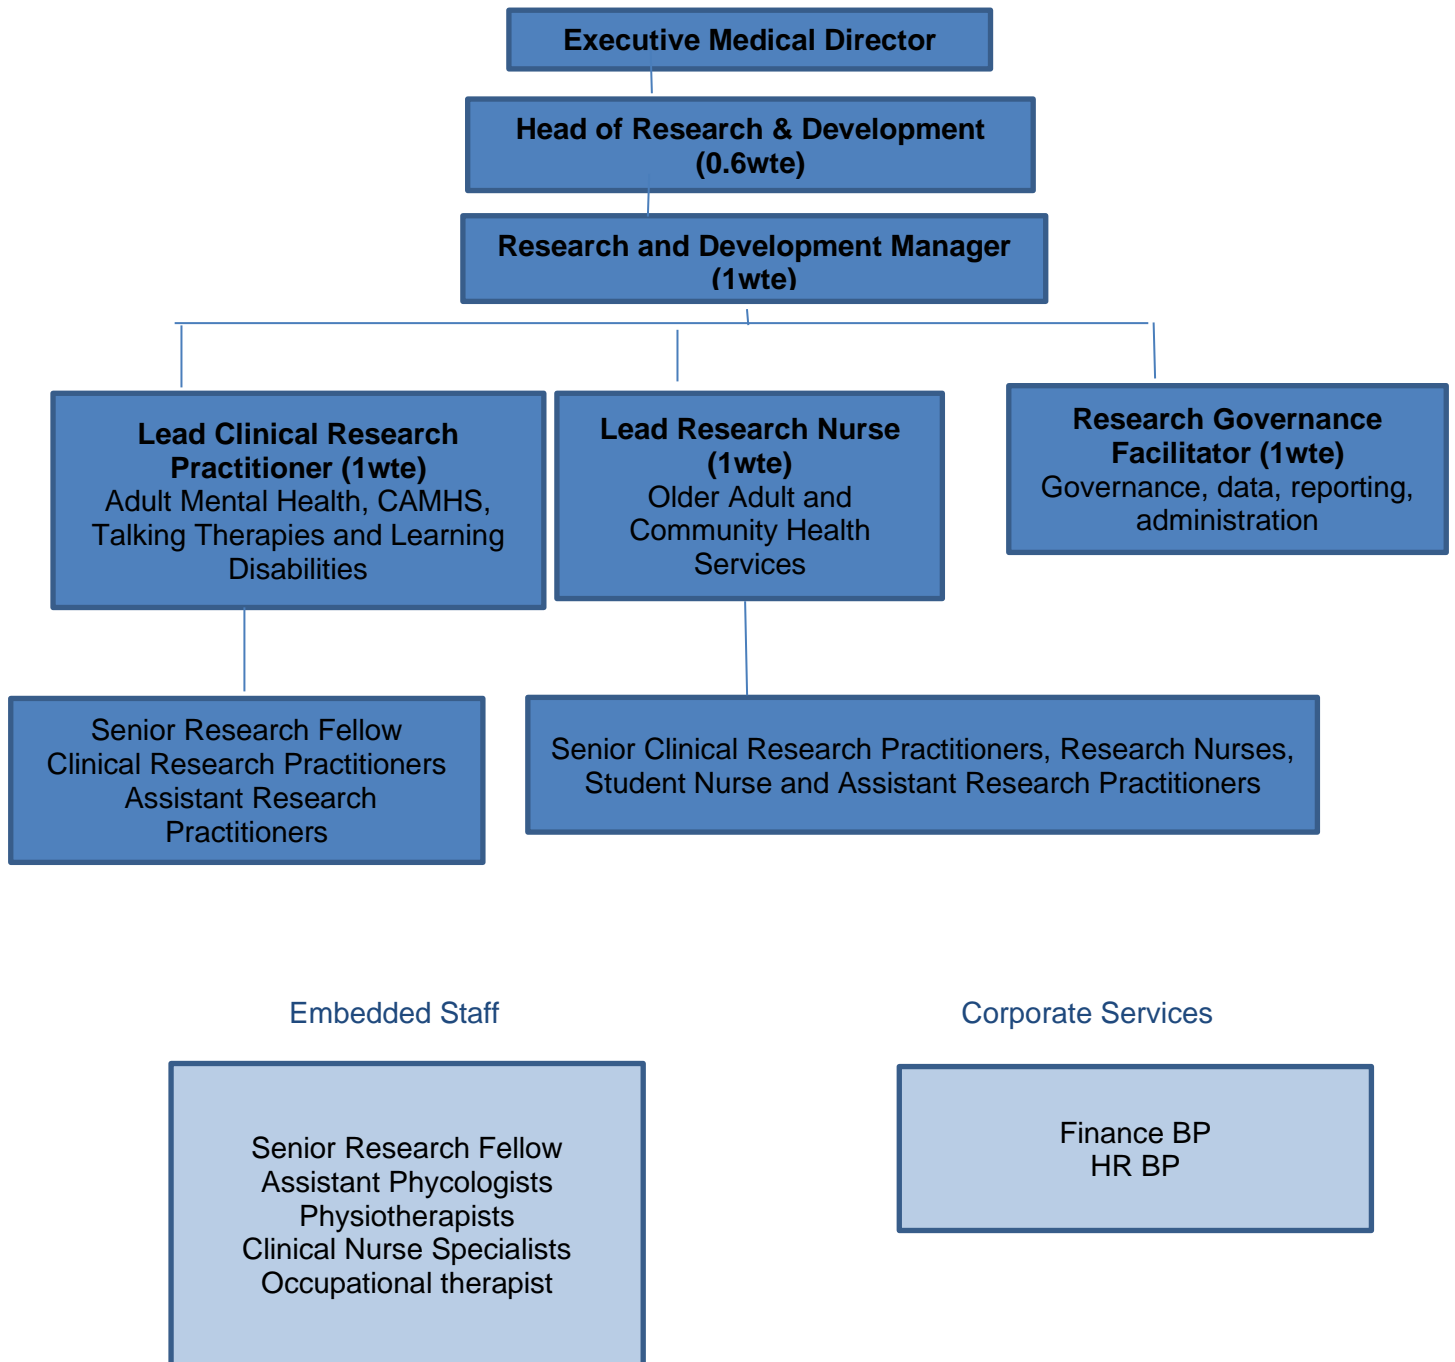 Executive Medical Director
Head of Research & Development
(0.6wte)
Research and Development Manager
(1wte)
Lead Clinical Research
Practitioner (1wte)
Adult Mental Health, CAMHS,
Talking Therapies and Learning
Disabilities
Lead Research Nurse
(1wte)
Older Adult and
Community Health
Services
Research Governance
Facilitator (1wte)
Governance, data, reporting,
administration
Senior Research Fellow
Clinical Research Practitioners
Assistant Research
Practitioners
Senior Clinical Research Practitioners, Research Nurses,
Student Nurse and Assistant Research Practitioners
Embedded Staff
Senior Research Fellow
Assistant Phycologists
Physiotherapists
Clinical Nurse Specialists
Occupational therapist
Corporate Services
Finance BP
HR BP